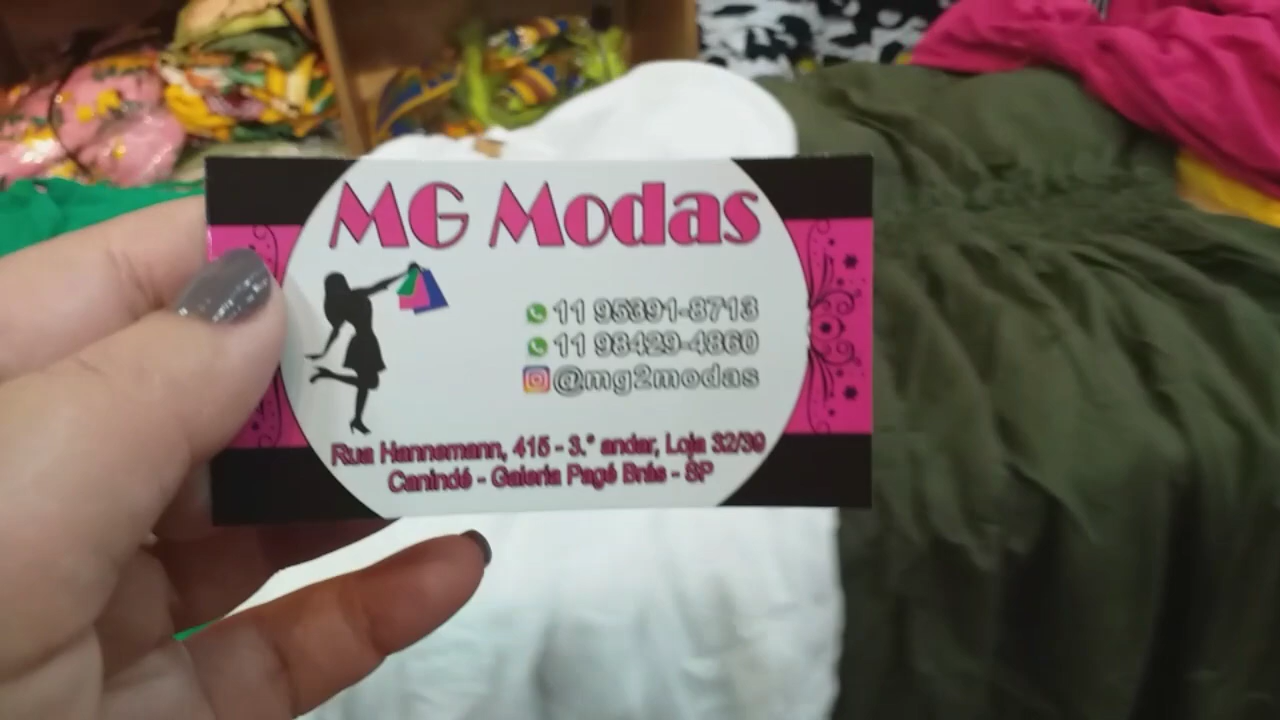 MG Modas
11 95391-8713
11 98429-4860
@mg2modas
Rua Hannemann, 415 - 3.° andar, Loja 32/39
Canindé - Galeria Pagé Brás - SP